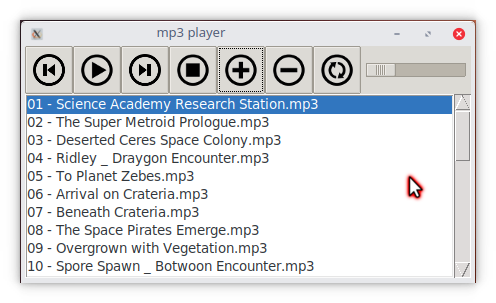 mp3 player
01 - Science Academy Research Station.mp3
02 - The Super Metroid Prologue.mp3
03 - Deserted Ceres Space Colony.mp3
04 - Ridley _ Draygon Encounter.mp3
05 - To Planet Zebes.mp3
06 - Arrival on Crateria.mp3
07 - Beneath Crateria.mp3
08 - The Space Pirates Emerge.mp3
09 - Overgrown with Vegetation.mp3
10 - Spore Spawn _ Botwoon Encounter.mp3